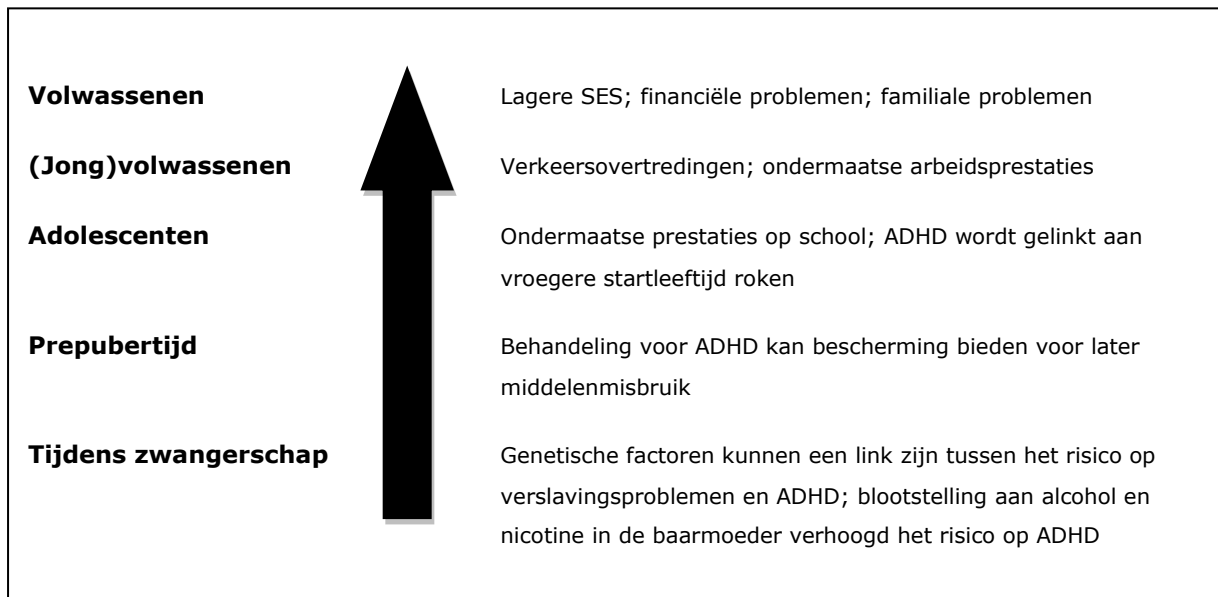 Volwassenen Lagere SES; financiële problemen; familiale problemen
(Jong)volwassenen Verkeersovertredingen; ondermaatse arbeidsprestaties
Adolescenten Ondermaatse prestaties op school; ADHD wordt gelinkt aan
vroegere startleeftijd roken
Prepubertijd Behandeling voor ADHD kan bescherming bieden voor later
middelenmisbruik
Tijdens zwangerschap Genetische factoren kunnen een link zijn tussen het risico op
verslavingsproblemen en ADHD; blootstelling aan alcohol en
nicotine in de baarmoeder verhoogd het risico op ADHD